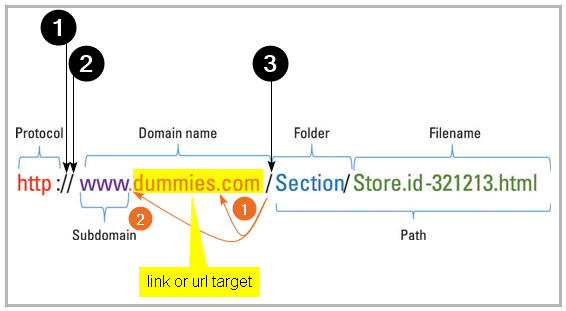 1
2
3
Protocol Domain name Folder Filename
http://www.dummies.com/Section/Store.id-321213.html
2 1
Subdomain Path
link or url target